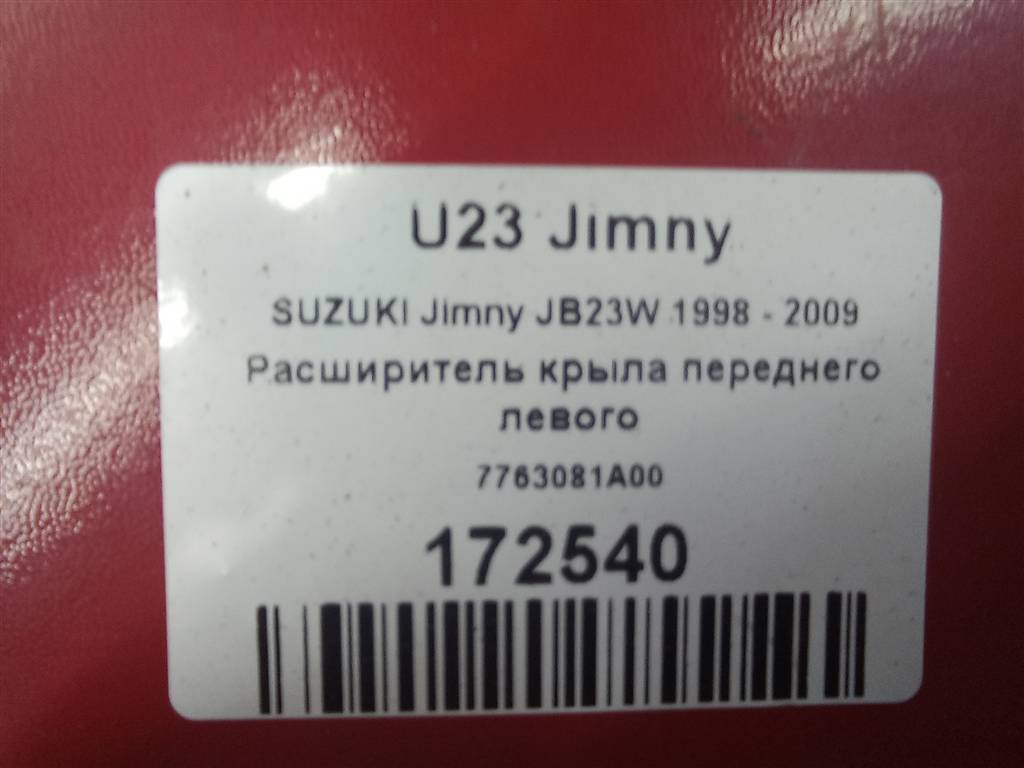 U23 Jimny
SUZUKI Jimny JB23W 1998 - 2009
Расширитель крыла переднего
левого
7763081A00
172540